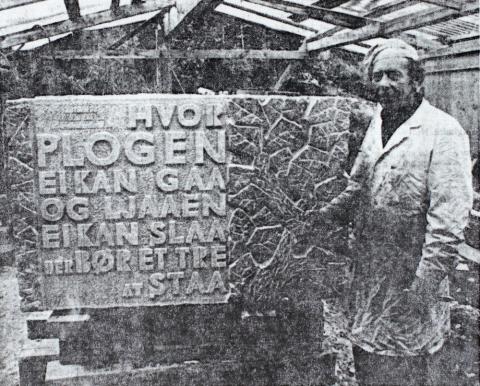 HVOR
PLOGEN
EI KAN GAA
OG LJAAEN
EI KAN SLAA
DER BØR ET TRE
AT STAA